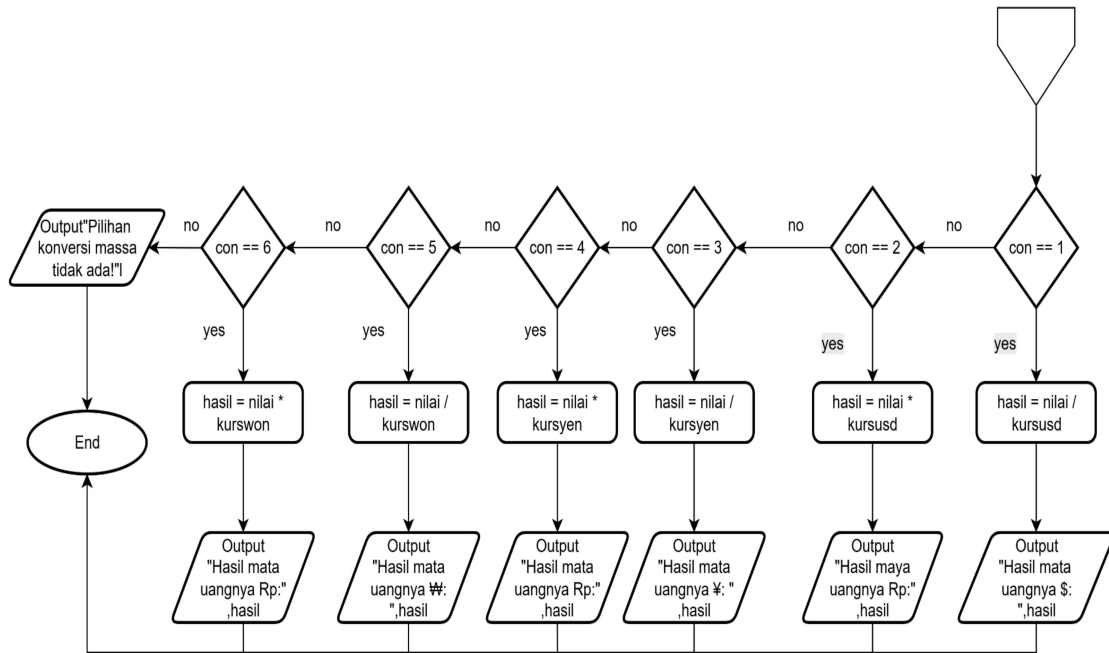 no
no
no
no
no
no
Output"Pilihan
konversi massa
tidak ada!"I
con == 6
con == 5
con == 4
con == 3
con == 2
con == 1
yes
yes
yes
yes
yes
yes
hasil = nilai *
kurswon
hasil = nilai /
kurswon
hasil = nilai *
kursyen
hasil = nilai /
kursyen
hasil = nilai *
kursusd
hasil = nilai /
kursusd
End
Output
"Hasil mata
uangnya Rp:"
,hasil
Output
"Hasil mata
uangnya ₩:
",hasil
Output
"Hasil mata
uangnya Rp:"
,hasil
Output
"Hasil mata
uangnya ¥: "
,hasil
Output
"Hasil maya
uangnya Rp:"
,hasil
Output
"Hasil mata
uangnya $:
",hasil